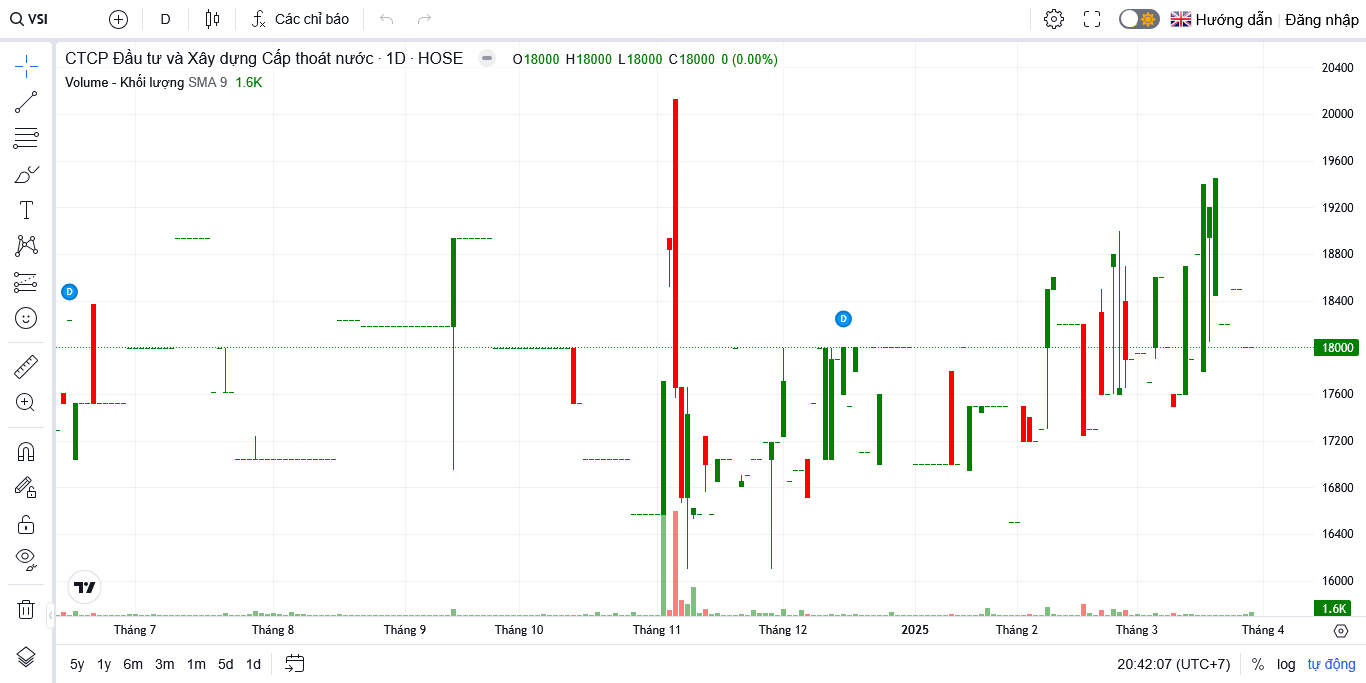 VSI D Các chỉ báo Hướng dẫn Đăng nhập
CTCP Đầu tư và Xây dựng Cấp thoát nước · 1D · HOSE O18000 H18000 L18000 C18000 0 (0.00%)
Volume - Khối lượng SMA 9 1.6K
20400
20000
19600
19200
18800
18400
18000
17600
17200
16800
16400
16000
1.6K
D
D
Tháng 7 Tháng 8 Tháng 9 Tháng 10 Tháng 11 Tháng 12 2025 Tháng 2 Tháng 3 Tháng 4
5y 1y 6m 3m 1m 5d 1d 20:42:07 (UTC+7) % log tự động